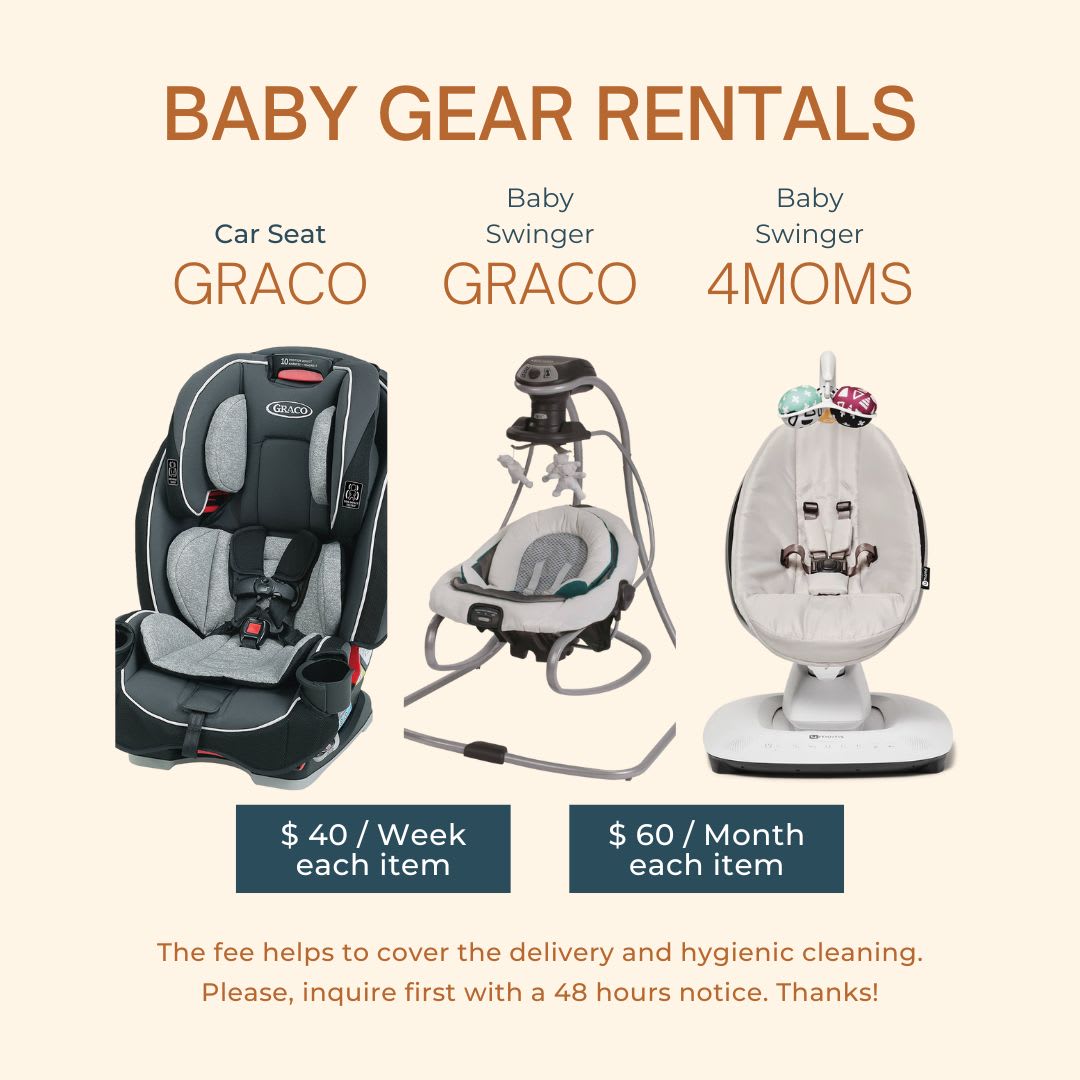 BABY GEAR RENTALS
Car Seat
GRACO
Baby
Swinger
GRACO
Baby
Swinger
4MOMS
10
GRACO
$ 40 / Week
each item
$ 60 / Month
each item
The fee helps to cover the delivery and hygienic cleaning.
Please, inquire first with a 48 hours notice. Thanks!